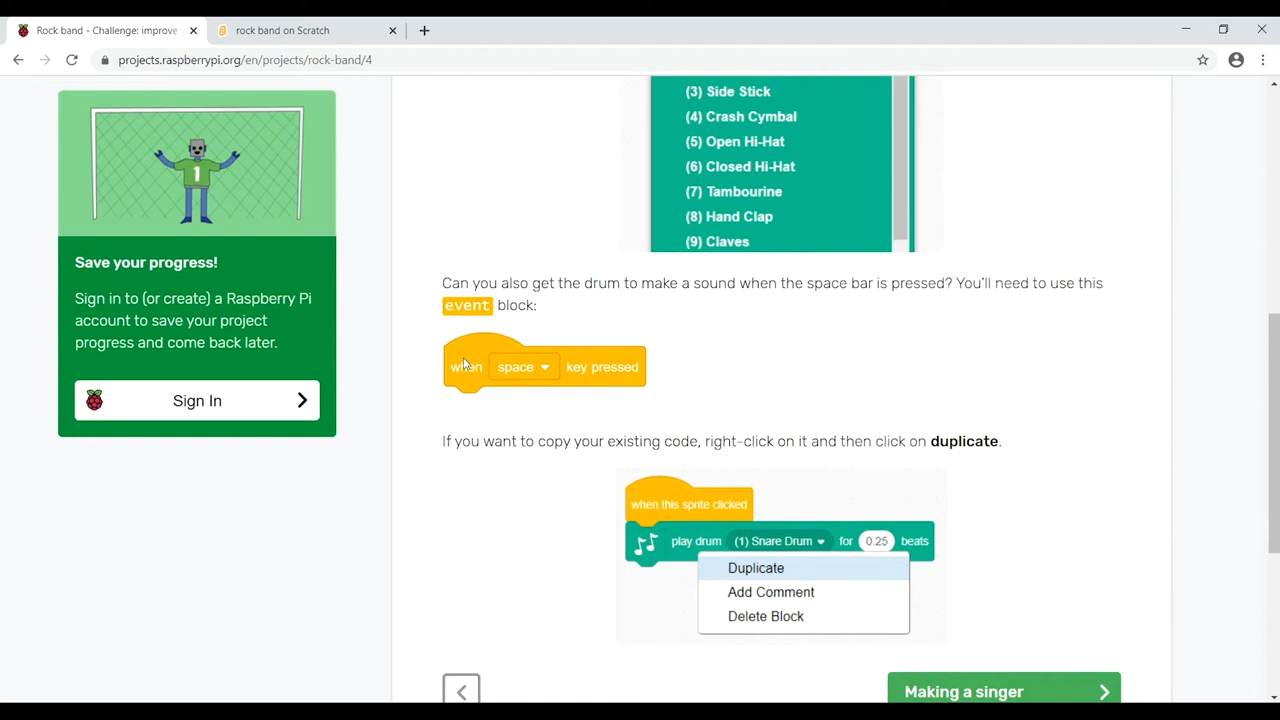 Rock band - Challenge: improve
rock band on Scratch
projects.raspberrypi.org/en/projects/rock-band/4
1
Save your progress!
Sign in to (or create) a Raspberry Pi
account to save your project
progress and come back later.
Sign In
(3) Side Stick
(4) Crash Cymbal
(5) Open Hi-Hat
(6) Closed Hi-Hat
(7) Tambourine
(8) Hand Clap
(9) Claves
Can you also get the drum to make a sound when the space bar is pressed? You'll need to use this
event block:
when space key pressed
If you want to copy your existing code, right-click on it and then click on duplicate.
when this sprite clicked
play drum (1) Snare Drum for 0.25 beats
Duplicate
Add Comment
Delete Block
Making a singer